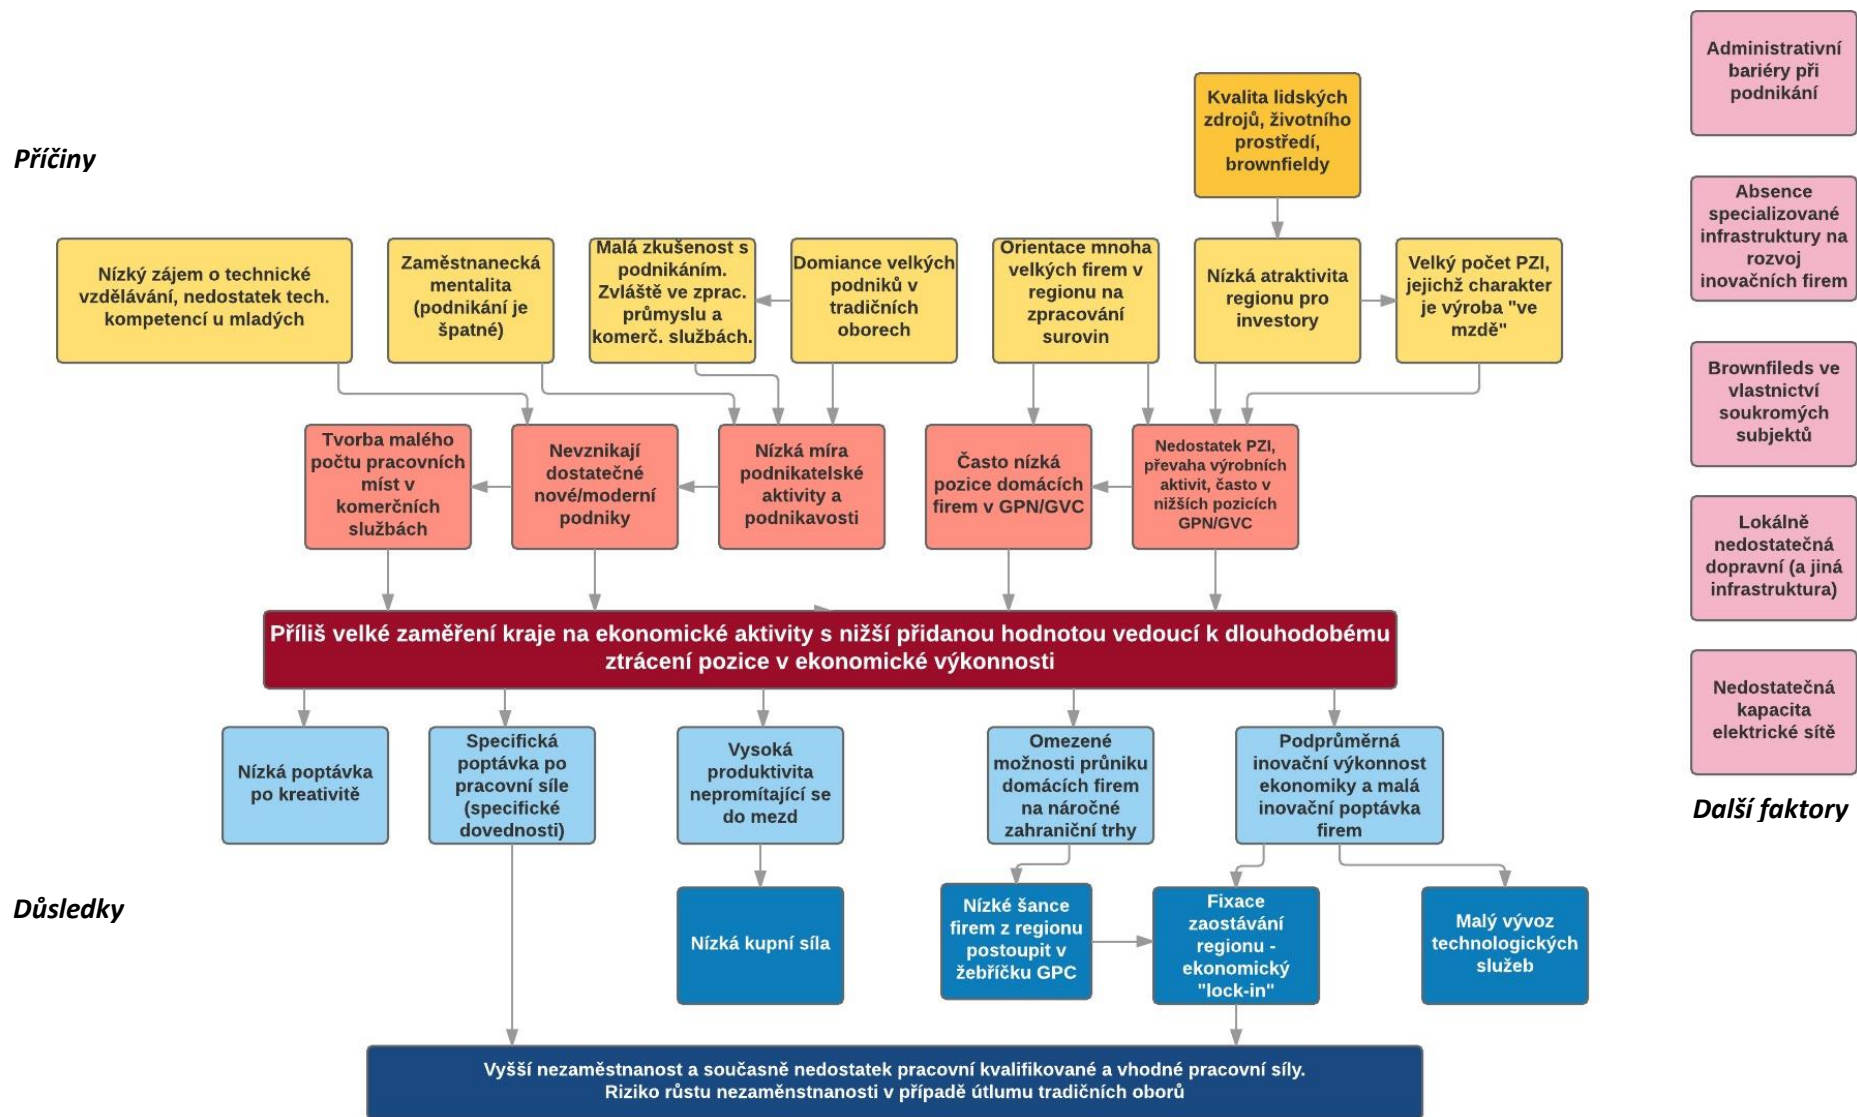 Administrativní
bariéry při
podnikání
Kvalita lidských
zdrojů, životního
prostředí,
brownfieldy
Příčiny
Absence
specializované
infrastruktury na
rozvoj
inovačních firem
Nízký zájem o technické
vzdělávání, nedostatek tech.
kompetencí u mladých
Zaměstnanecká
mentalita
(podnikání je
špatné)
Malá zkušenost s
podnikáním.
Zvláště ve zprac.
průmyslu a
komerč. službách.
Domiance velkých
podniků v
tradičních
oborech
Orientace mnoha
velkých firem v
regionu na
zpracování
surovin
Nízká atraktivita
regionu pro
investory
Velký počet PZI,
jejichž charakter
je výroba "ve
mzdě"
Brownfileds ve
vlastnictví
soukromých
subjektů
Tvorba malého
počtu pracovních
míst v
komerčních
službách
Nevznikají
dostatečné
nové/moderní
podniky
Nízká míra
podnikatelské
aktivity a
podnikavosti
Často nízká
pozice domácích
firem v GPN/GVC
Nedostatek PZI,
převaha výrobních
aktivit, často v
nižších pozicích
GPN/GVC
Lokálně
nedostatečná
dopravní (a jiná
infrastruktura)
Příliš velké zaměření kraje na ekonomické aktivity s nižší přidanou hodnotou vedoucí k dlouhodobému
ztrácení pozice v ekonomické výkonnosti
Nedostatečná
kapacita
elektrické sítě
Další faktory
Nízká poptávka
po kreativitě
Specifická
poptávka po
pracovní síle
(specifické
dovednosti)
Vysoká
produktivita
nepromítající se
do mezd
Omezené
možnosti průniku
domácích firem
na náročné
zahraniční trhy
Podprůměrná
inovační výkonnost
ekonomiky a malá
inovační poptávka
firem
Důsledky
Nízká kupní síla
Nízké šance
firem z regionu
postoupit v
žebříčku GPC
Fixace
zaostávání
regionu -
ekonomický
"lock-in"
Malý vývoz
technologických
služeb
Vyšší nezaměstnanost a současně nedostatek pracovní kvalifikované a vhodné pracovní síly.
Riziko růstu nezaměnstnanosti v případě útlumu tradičních oborů